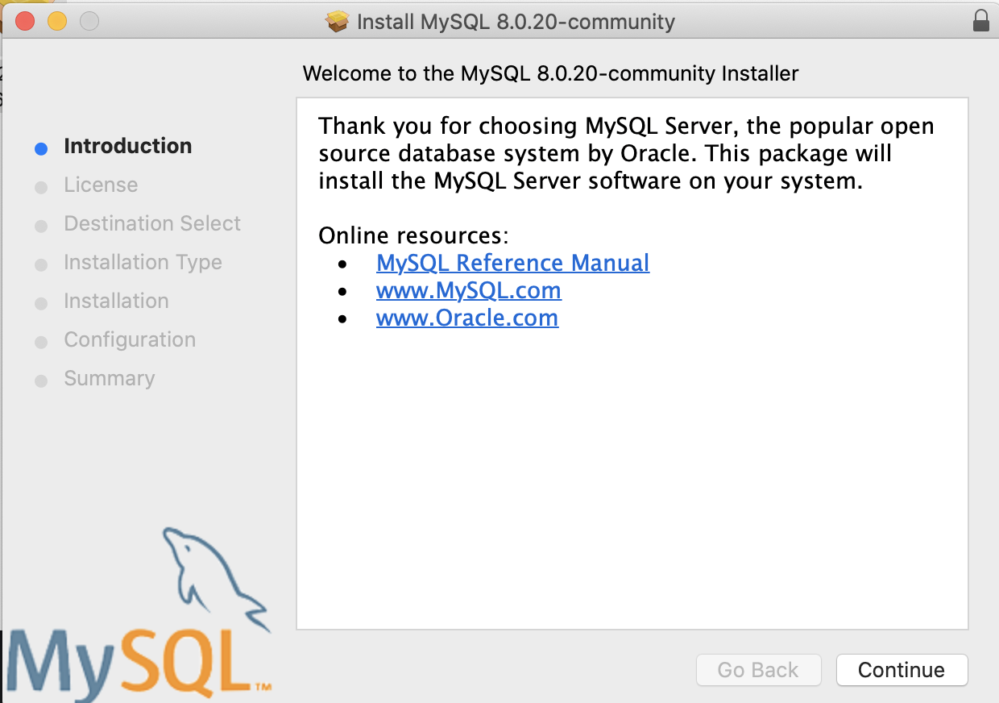 Install MySQL 8.0.20-community
Welcome to the MySQL 8.0.20-community Installer
Introduction
License
Destination Select
Installation Type
Installation
Configuration
Summary
Thank you for choosing MySQL Server, the popular open
source database system by Oracle. This package will
install the MySQL Server software on your system.
Online resources:
• MySQL Reference Manual
• www.MySQL.com
• www.Oracle.com
MySQL™
Go Back
Continue